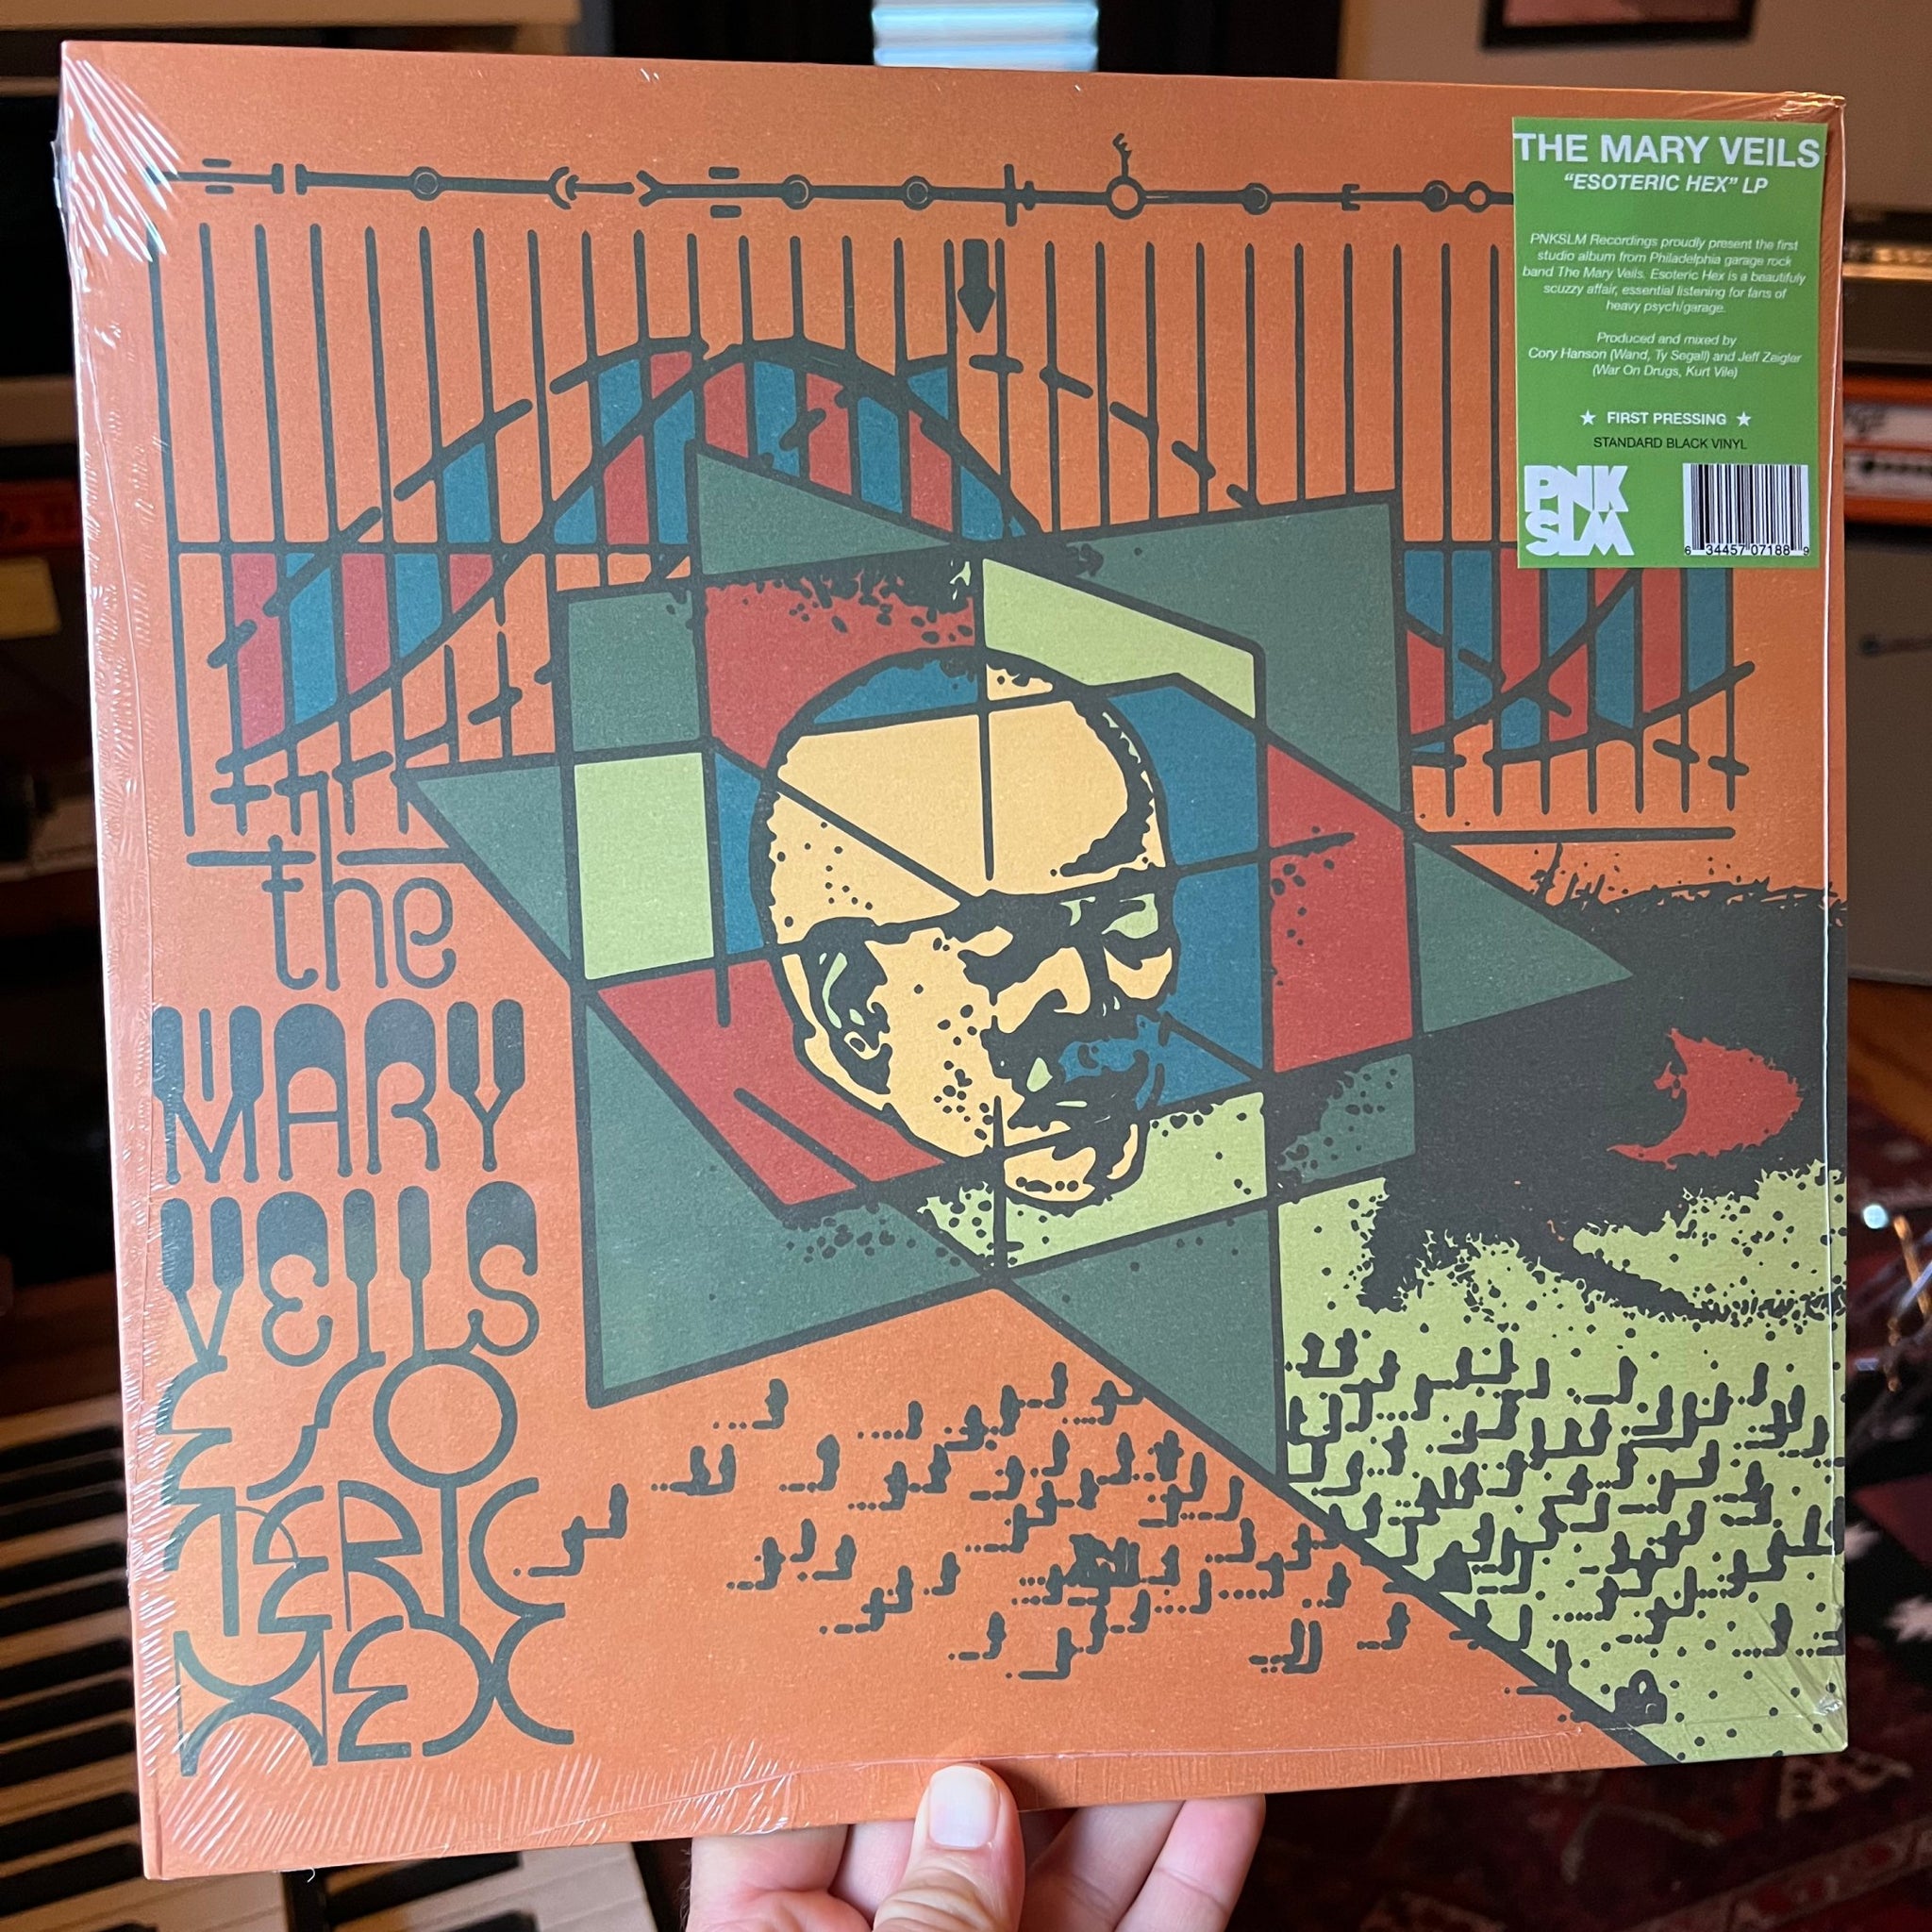 THE MARY VEILS
“ESOTERIC HEX” LP
PNKSLM Recordings proudly present the first
studio album from Philadelphia garage rock
band The Mary Veils. Esoteric Hex is a beautifuly
scuzzy affair, essential listening for fans of
heavy psych/garage.
Produced and mixed by
Cory Hanson (Wand, Ty Segall) and Jeff Zeigler
(War On Drugs, Kurt Vile)
★ FIRST PRESSING ★
STANDARD BLACK VINYL
PNK
SLM
6 34457 07188 9
the
MARY
VEILS
ESO
TERIC
HEX